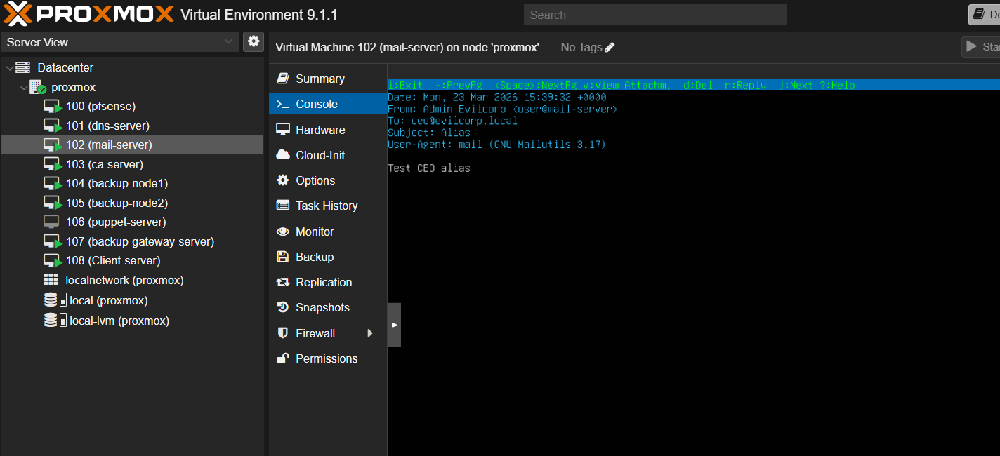 PROXMOX Virtual Environment 9.1.1
Search
Server View
Datacenter
proxmox
100 (pfsense)
101 (dns-server)
102 (mail-server)
103 (ca-server)
104 (backup-node1)
105 (backup-node2)
106 (puppet-server)
107 (backup-gateway-server)
108 (Client-server)
localnetwork (proxmox)
local (proxmox)
local-lvm (proxmox)
Virtual Machine 102 (mail-server) on node 'proxmox' No Tags
Summary
Console
Hardware
Cloud-Init
Options
Task History
Monitor
Backup
Replication
Snapshots
Firewall
Permissions
i:Exit -:PrevPg <Space>:NextPg v:View Attachm. d:Del r:Reply j:Next ?:Help
Date: Mon, 23 Mar 2026 15:39:32 +0000
From: Admin Evilcorp <user@mail-server>
To: ceo@evilcorp.local
Subject: Alias
User-Agent: mail (GNU Mailutils 3.17)
Test CEO alias